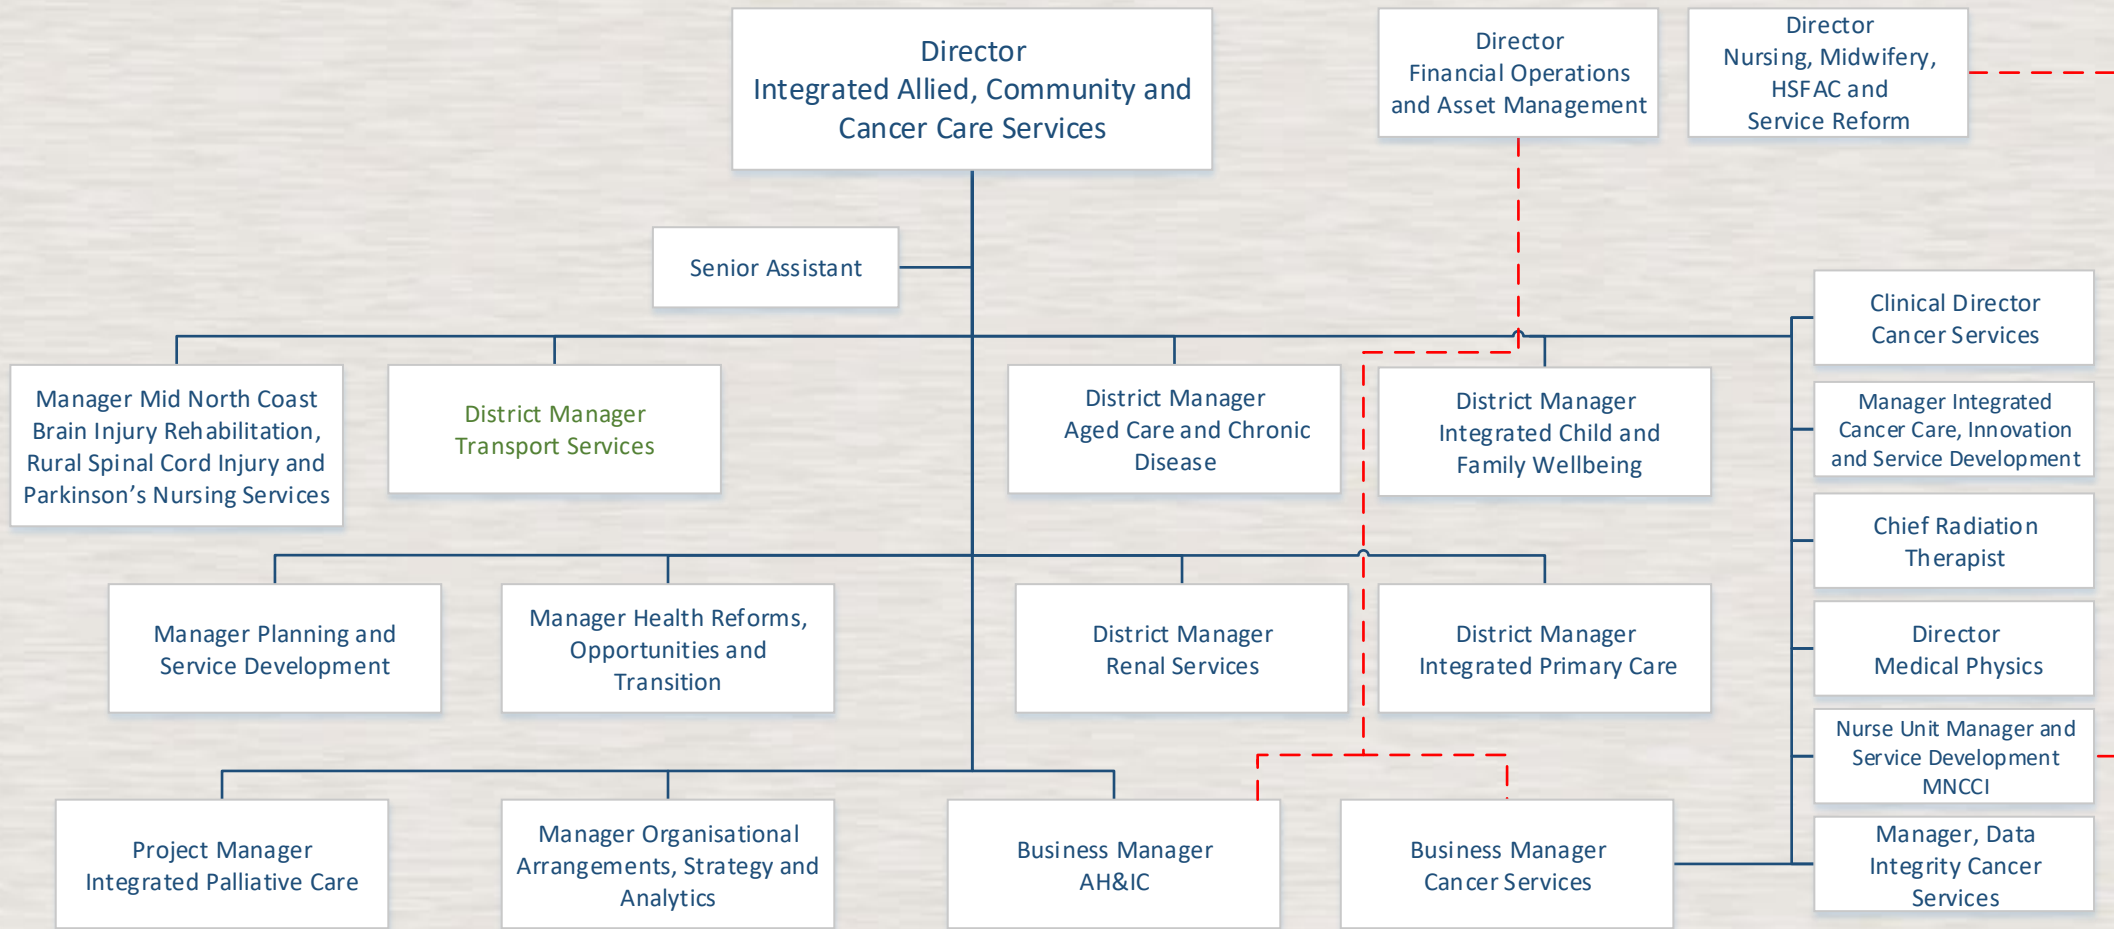 Director
Integrated Allied, Community and
Cancer Care Services
Director
Financial Operations
and Asset Management
Director
Nursing, Midwifery,
HSFAC and
Service Reform
Senior Assistant
Manager Mid North Coast
Brain Injury Rehabilitation,
Rural Spinal Cord Injury and
Parkinson’s Nursing Services
District Manager
Transport Services
District Manager
Aged Care and Chronic
Disease
District Manager
Integrated Child and
Family Wellbeing
Clinical Director
Cancer Services
Manager Integrated
Cancer Care, Innovation
and Service Development
Chief Radiation
Therapist
Director
Medical Physics
Nurse Unit Manager and
Service Development
MNCCI
Manager, Data
Integrity Cancer
Services
Manager Planning and
Service Development
Manager Health Reforms,
Opportunities and
Transition
District Manager
Renal Services
District Manager
Integrated Primary Care
Project Manager
Integrated Palliative Care
Manager Organisational
Arrangements, Strategy and
Analytics
Business Manager
AH&IC
Business Manager
Cancer Services